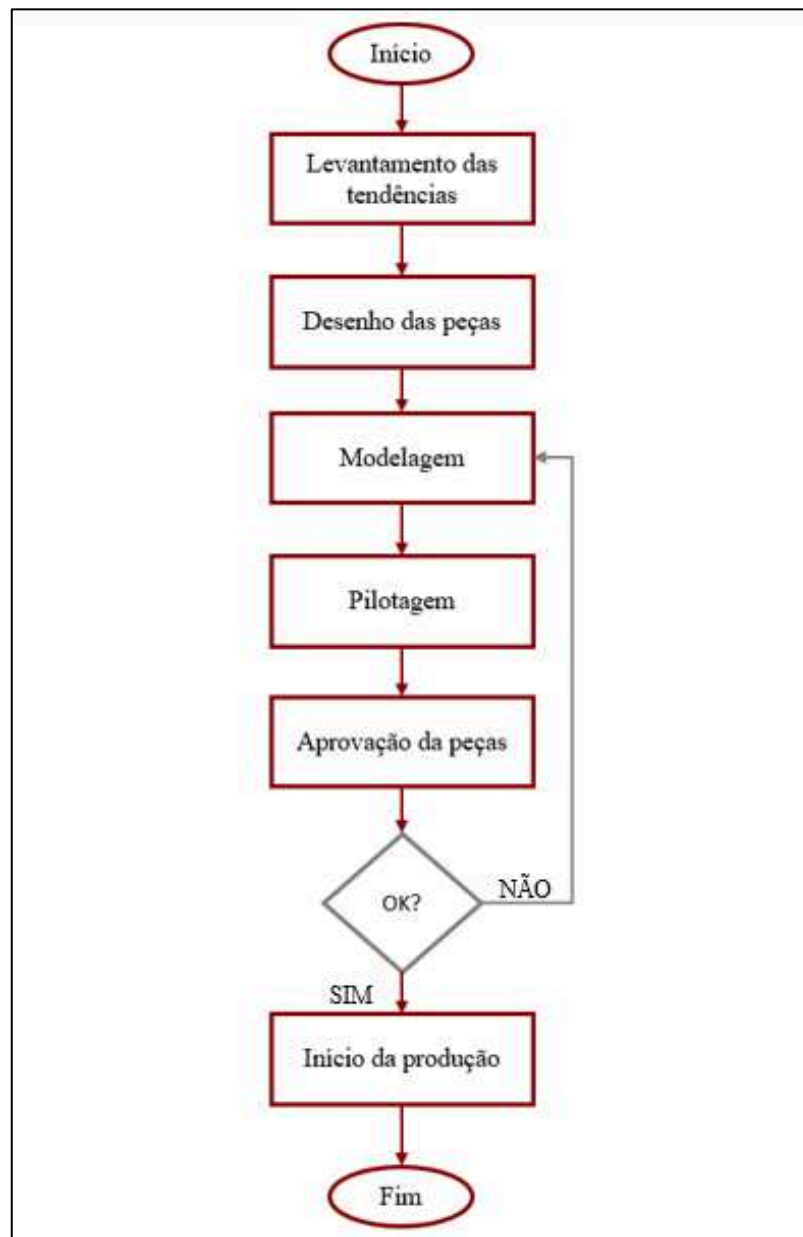 Início
Levantamento das
tendências
Desenho das peças
Modelagem
Pilotagem
Aprovação da peças
OK?
NÃO
SIM
Início da produção
Fim